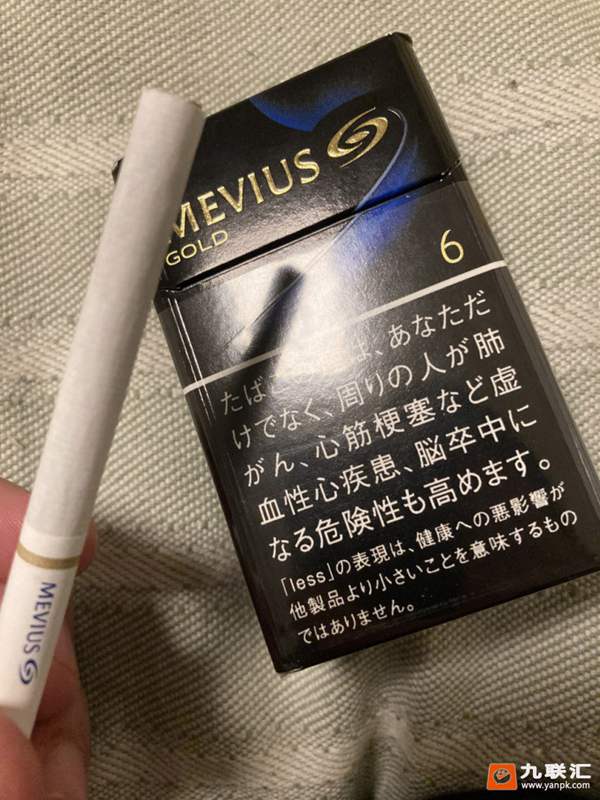 MEVIUS
GOLD
6
たば は、あなただ
けでなく、周りの人が肺
がん、心筋梗塞など虚
血性心疾患、脳卒中に
なる危険性も高めます。
「less」の表現は、健康への悪影響が
他製品より小さいことを意味するもの
ではありません。
MEVIUS
九联汇
www.yanpk.com